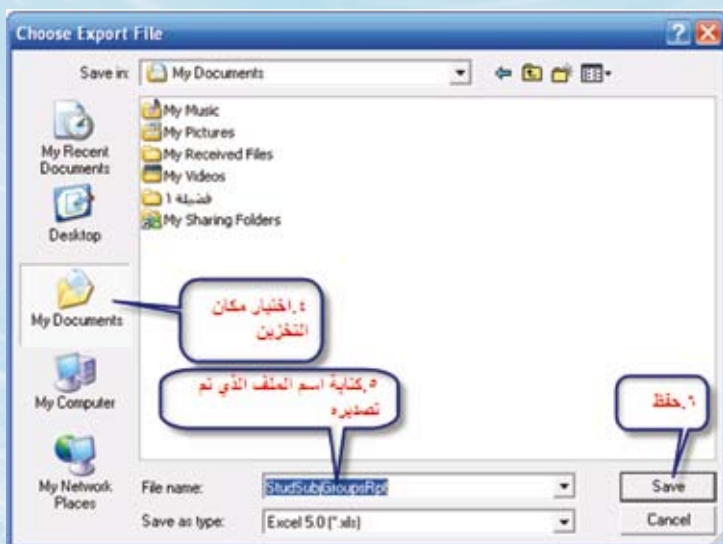 Choose Export File
Save in:
My Documents
My Recent
Documents
Desktop
My Documents
My Computer
My Network
Places
My Music
My Pictures
My Received Files
My Videos
فضيلة ١
My Sharing Folders
٤.اختيار مكان
التخزين
٥.كتابة اسم الملف الذي تم
تصديره
٦.حفظ
File name:
StudSubjGroupsRpt
Save
Save as type:
Excel 5.0 (*.xls)
Cancel